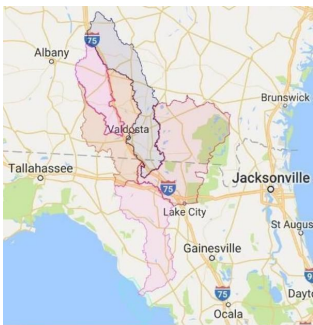 75
Albany
Brunswick
Valdosta
Tallahassee
75
Jacksonville
Lake City
St Augus
Gainesville
75
Ocala
Dayto